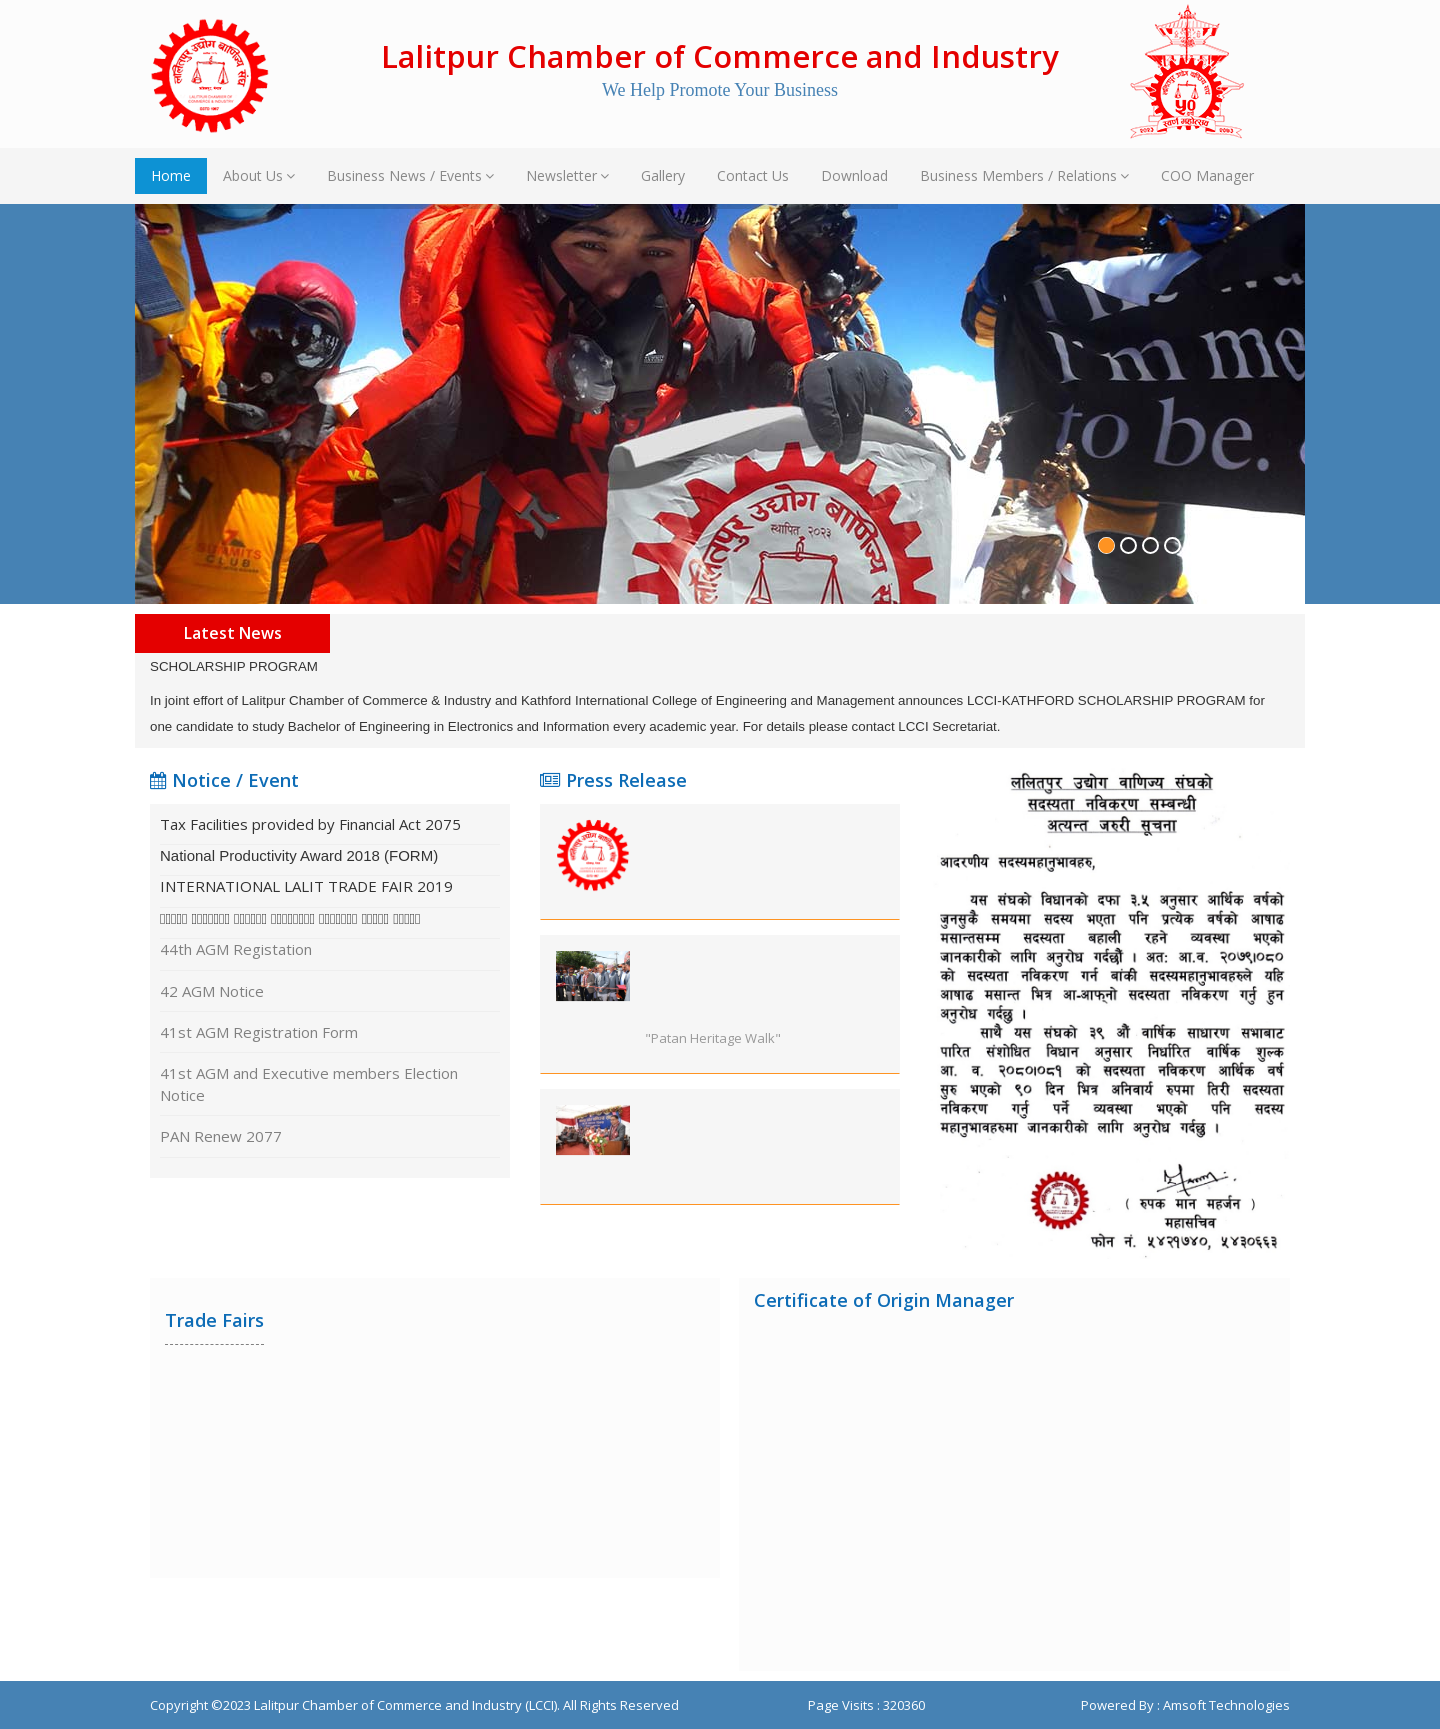 Lalitpur Chamber of Commerce and Industry
We Help Promote Your Business
Home About Us Business News / Events Newsletter Gallery Contact Us Download Business Members / Relations COO Manager
I'm not
to be.
me
KA
7 SUMMITS
CLUB
ललितपुर उद्योग बाणिज्य
स्थापित २०२३
Latest News
SCHOLARSHIP PROGRAM
In joint effort of Lalitpur Chamber of Commerce & Industry and Kathford International College of Engineering and Management announces LCCI-KATHFORD SCHOLARSHIP PROGRAM for
one candidate to study Bachelor of Engineering in Electronics and Information every academic year. For details please contact LCCI Secretariat.
Notice / Event
Tax Facilities provided by Financial Act 2075
National Productivity Award 2018 (FORM)
INTERNATIONAL LALIT TRADE FAIR 2019
44th AGM Registation
42 AGM Notice
41st AGM Registration Form
41st AGM and Executive members Election
Notice
PAN Renew 2077
Press Release
"Patan Heritage Walk"
ललितपुर उद्योग वाणिज्य संघको
सदस्यता नविकरण सम्बन्धी
अत्यन्त जरुरी सूचना
आदरणीय सदस्यमहानुभावहरु,
यस संघको विधानको दफा ३.५ अनुसार आर्थिक वर्षको
जुनसुकै समयमा सदस्य भएता पनि प्रत्येक वर्षको आषाढ
मसान्तसम्म सदस्यता बहाली रहने व्यवस्था भएको
जानकारीको लागि अनुरोध गर्दछौं । अतः आ.व. २०७९।०८०
को सदस्यता नविकरण गर्न बांकी सदस्यमहानुभावहरुले यहि
आषाढ मसान्त भित्र आ-आफ्नो सदस्यता नविकरण गर्नु हुन
अनुरोध गर्दछु ।
साथै यस संघको ३९ औं वार्षिक साधारण सभाबाट
पारित संशोधित विधान अनुसार निर्धारित वार्षिक शुल्क
आ. व. २०८०।०८१ को सदस्यता नविकरण आर्थिक वर्ष
सुरु भएको ९० दिन भित्र अनिवार्य रुपमा तिरी सदस्यता
नविकरण गर्नु पर्ने व्यवस्था भएको पनि सदस्य
महानुभावहरुमा जानकारीको लागि अनुरोध गर्दछु ।
( रुपक मान महर्जन )
महासचिव
फोन नं. ५४२१७४०, ५४३०६६३
Trade Fairs
Certificate of Origin Manager
Copyright ©2023 Lalitpur Chamber of Commerce and Industry (LCCI). All Rights Reserved
Page Visits : 320360
Powered By : Amsoft Technologies